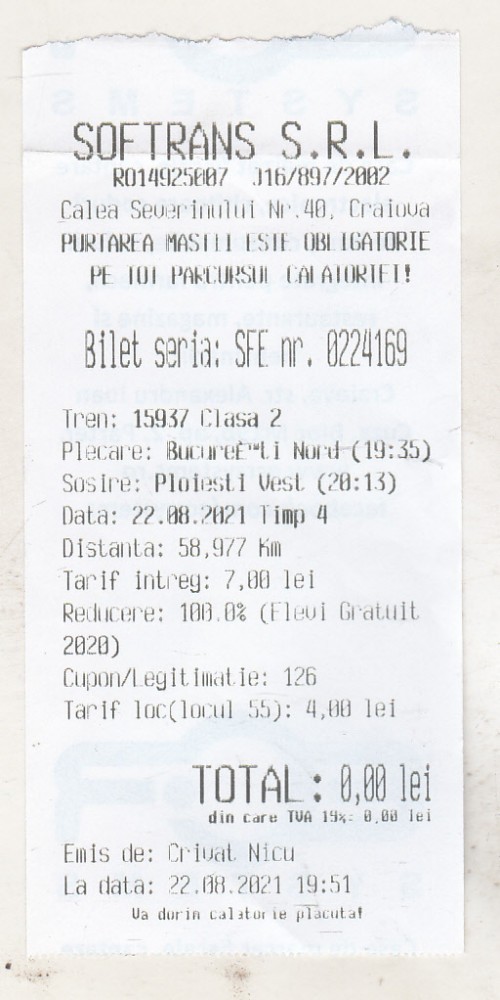 SOFTRANS S.R.L.
RO14925007 J16/897/2002
Calea Severinului Nr.40, Craiova
PURTAREA MASTII ESTE OBLIGATORIE
PE TOT PARCURSUL CALATORIEI!
Bilet seria: SFE nr. 0224169
Tren: 15937 Clasa 2
Plecare: Nord (19:35)
Sosire: Ploiesti Vest (20:13)
Data: 22.08.2021 Timp 4
Distanta: 58,977 Km
Tarif intreg: 7,00 lei
Reducere: 100.0% (Elevi Gratuit
2020)
Cupon/Legitimatie: 126
Tarif loc(locul 55): 4,00 lei
TOTAL: 0,00 lei
din care TVA 19%: 0,00 lei
Emis de: Crivat Nicu
La data: 22.08.2021 19:51
Va dorim calatorie placuta!